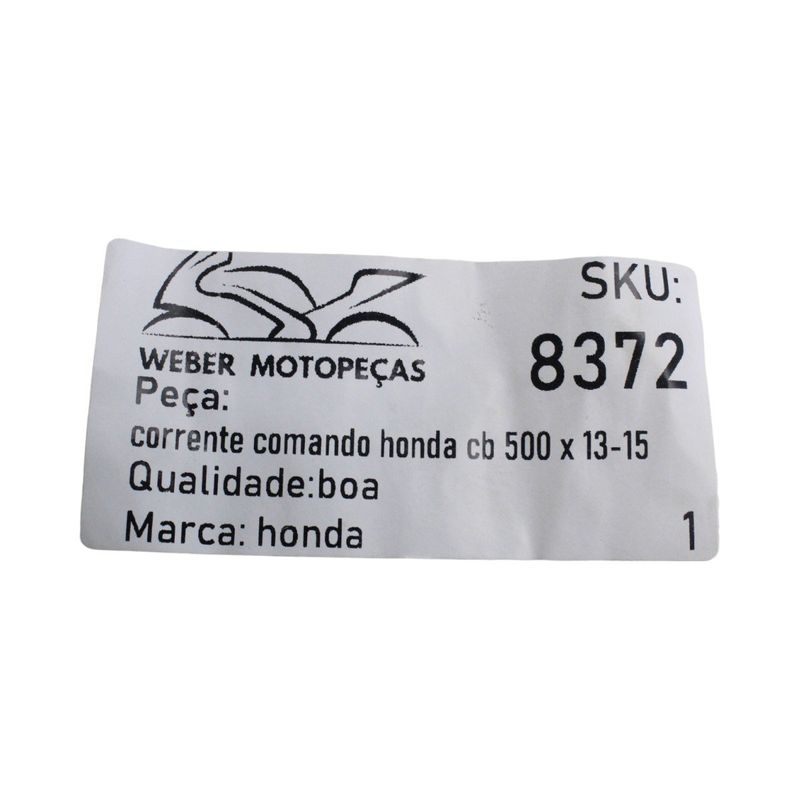 SKU:
8372
WEBER MOTOPEÇAS
Peça:
corrente comando honda cb 500 x 13-15
Qualidade:boa
Marca: honda
1